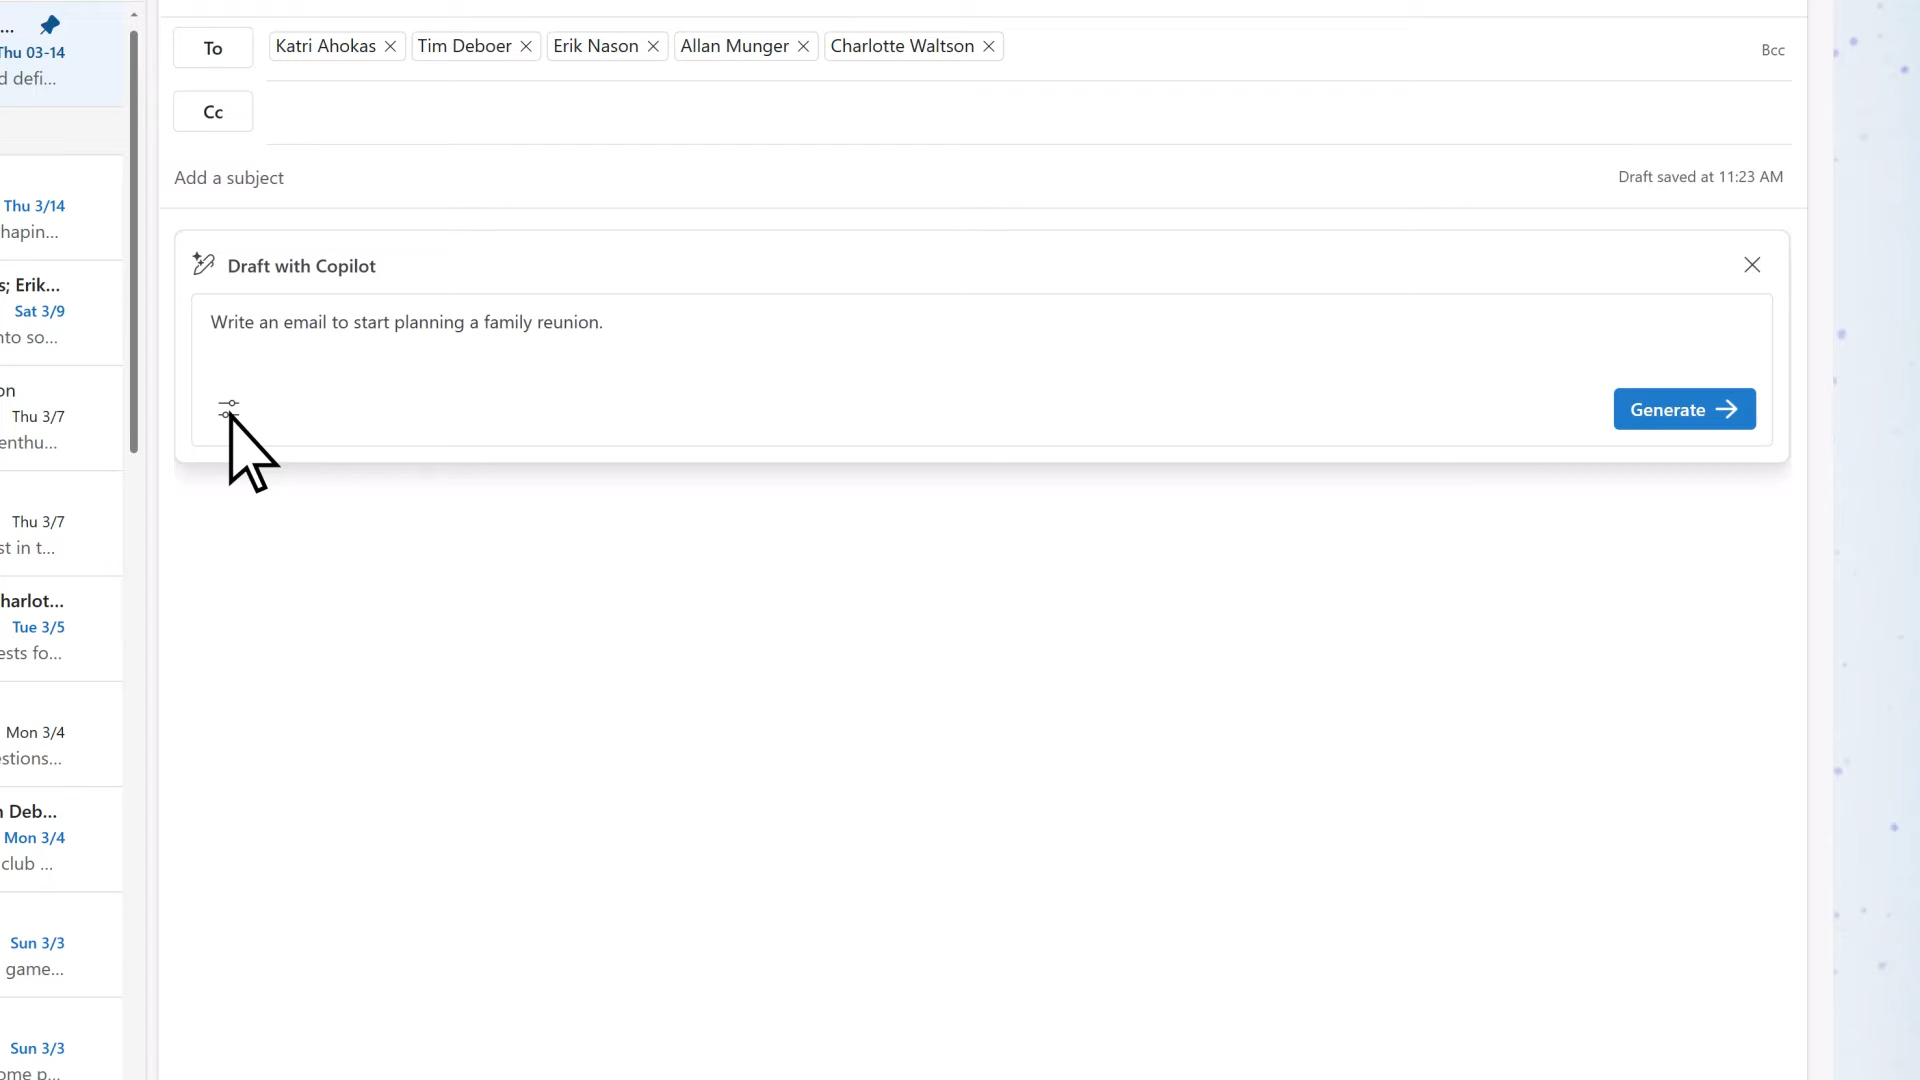 ...
Thu 03-14
d defi...
Thu 3/14
hapin...
s; Erik...
Sat 3/9
nto so...
on
Thu 3/7
enthu...
Thu 3/7
st in t...
harlot...
Tue 3/5
ests fo...
Mon 3/4
estions...
n Deb...
Mon 3/4
club ...
Sun 3/3
game...
Sun 3/3
ome p...
To
Katri Ahokas Tim Deboer Erik Nason Allan Munger Charlotte Waltson
Bcc
Cc
Add a subject
Draft saved at 11:23 AM
Draft with Copilot
Write an email to start planning a family reunion.
Generate